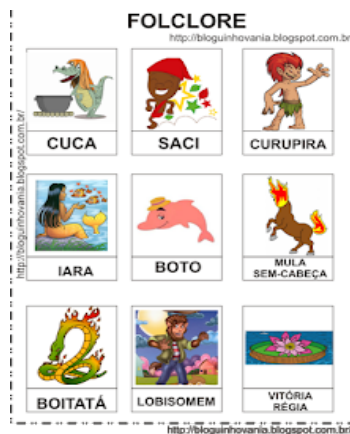 FOLCLORE
http://bloguinhovania.blogspot.com.br
http://bloguinhovania.blogspot.com.br/
CUCA
SACI
CURUPIRA
IARA
BOTO
MULA
SEM-CABEÇA
BOITATÁ
LOBISOMEM
VITÓRIA
RÉGIA
http://bloguinhovania.blogspot.com.br/